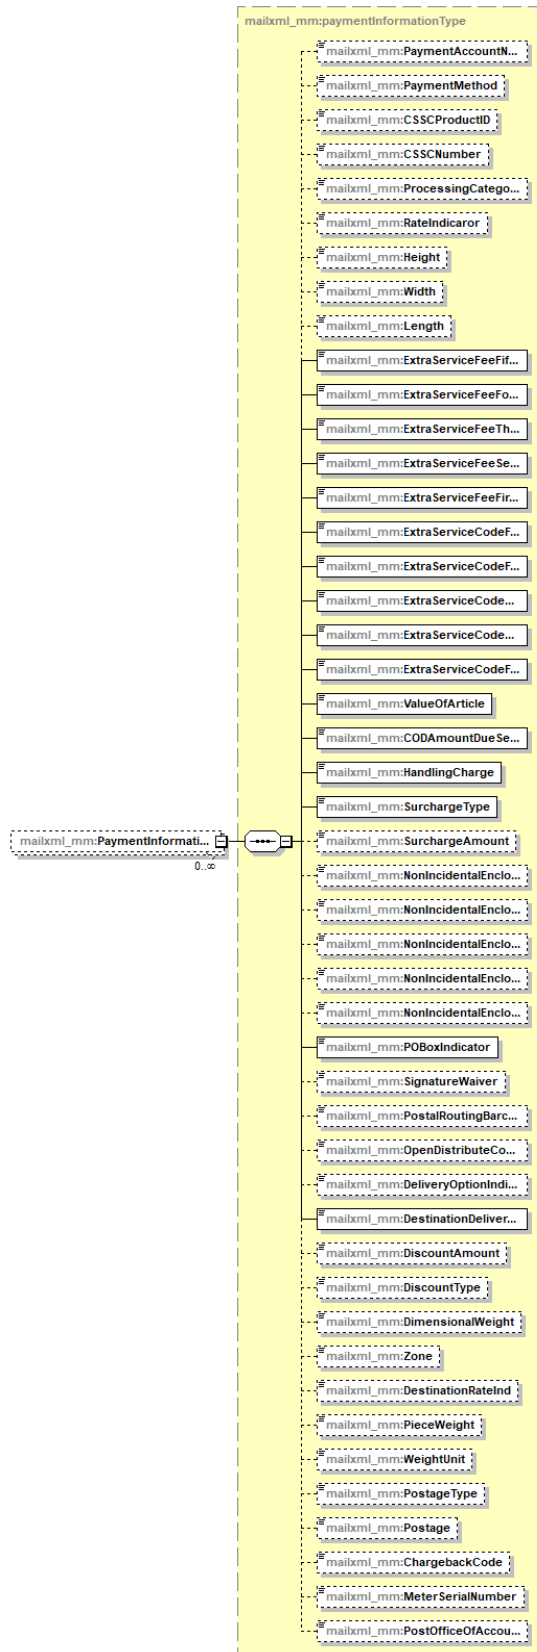 mailxml_mm:paymentInformationType
mailxml_mm:PaymentAccountN...
mailxml_mm:PaymentMethod
mailxml_mm:CSSCProductID
mailxml_mm:CSSCNumber
mailxml_mm:ProcessingCatego...
mailxml_mm:RateIndicaror
mailxml_mm:Height
mailxml_mm:Width
mailxml_mm:Length
mailxml_mm:ExtraServiceFeeFif...
mailxml_mm:ExtraServiceFeeFo...
mailxml_mm:ExtraServiceFeeTh...
mailxml_mm:ExtraServiceFeeSe...
mailxml_mm:ExtraServiceFeeFir...
mailxml_mm:ExtraServiceCodeF...
mailxml_mm:ExtraServiceCodeF...
mailxml_mm:ExtraServiceCode...
mailxml_mm:ExtraServiceCode...
mailxml_mm:ExtraServiceCodeF...
mailxml_mm:ValueOfArticle
mailxml_mm:CODAmountDueSe...
mailxml_mm:HandlingCharge
mailxml_mm:SurchargeType
mailxml_mm:PaymentInformati...
0..∞
mailxml_mm:SurchargeAmount
mailxml_mm:NonIncidentalEnclo...
mailxml_mm:NonIncidentalEnclo...
mailxml_mm:NonIncidentalEnclo...
mailxml_mm:NonIncidentalEnclo...
mailxml_mm:NonIncidentalEnclo...
mailxml_mm:POBoxIndicator
mailxml_mm:SignatureWaiver
mailxml_mm:PostalRoutingBarc...
mailxml_mm:OpenDistributeCo...
mailxml_mm:DeliveryOptionIndi...
mailxml_mm:DestinationDeliver...
mailxml_mm:DiscountAmount
mailxml_mm:DiscountType
mailxml_mm:DimensionalWeight
mailxml_mm:Zone
mailxml_mm:DestinationRateInd
mailxml_mm:PieceWeight
mailxml_mm:WeightUnit
mailxml_mm:PostageType
mailxml_mm:Postage
mailxml_mm:ChargebackCode
mailxml_mm:MeterSerialNumber
mailxml_mm:PostOfficeOfAccou...